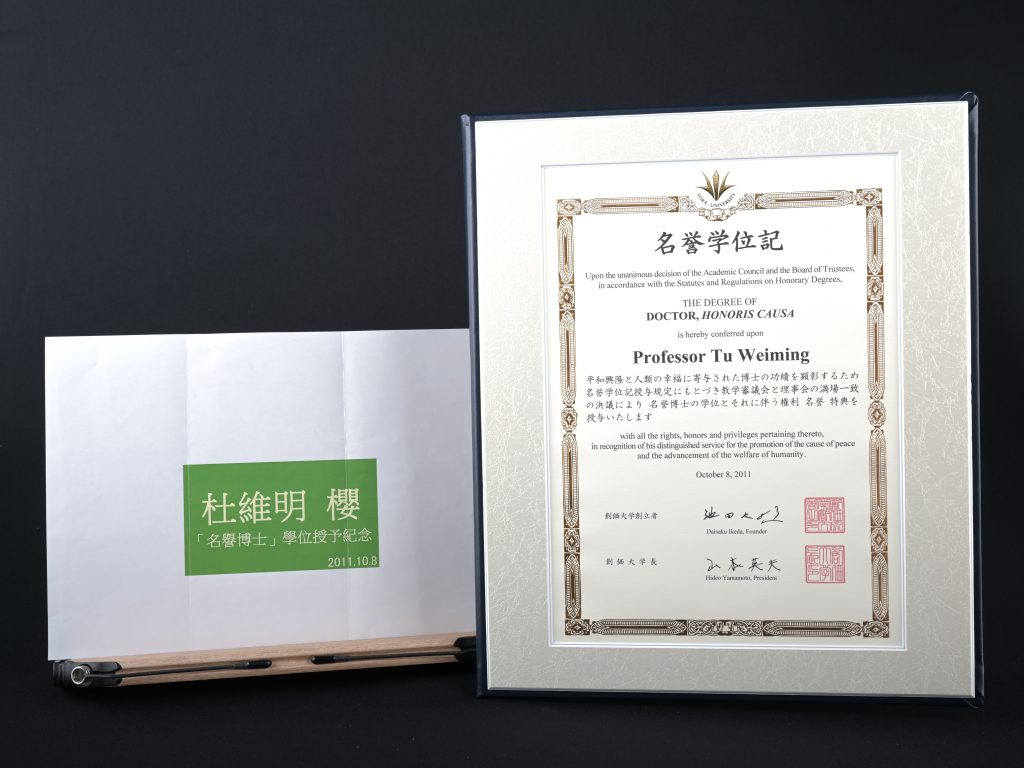 杜維明 櫻
「名譽博士」學位授予紀念
2011.10.8
SOKA UNIVERSITY
名誉学位記
Upon the unanimous decision of the Academic Council and the Board of Trustees,
in accordance with the Statutes and Regulations on Honorary Degrees,
THE DEGREE OF
DOCTOR, HONORIS CAUSA
is hereby conferred upon
Professor Tu Weiming
平和興隆と人類の幸福に寄与された博士の功績を顕彰するため
名誉学位記授与規定にもとづき教学審議会と理事会の満場一致
の決議により 名誉博士の学位とそれに伴う権利 名誉 特典を
授与いたします
with all the rights, honors and privileges pertaining thereto,
in recognition of his distinguished service for the promotion of the cause of peace
and the advancement of the welfare of humanity.
October 8, 2011
創価大学創立者 池田大作
Daisaku Ikeda, Founder
創価大学長 山本英夫
Hideo Yamamoto, President